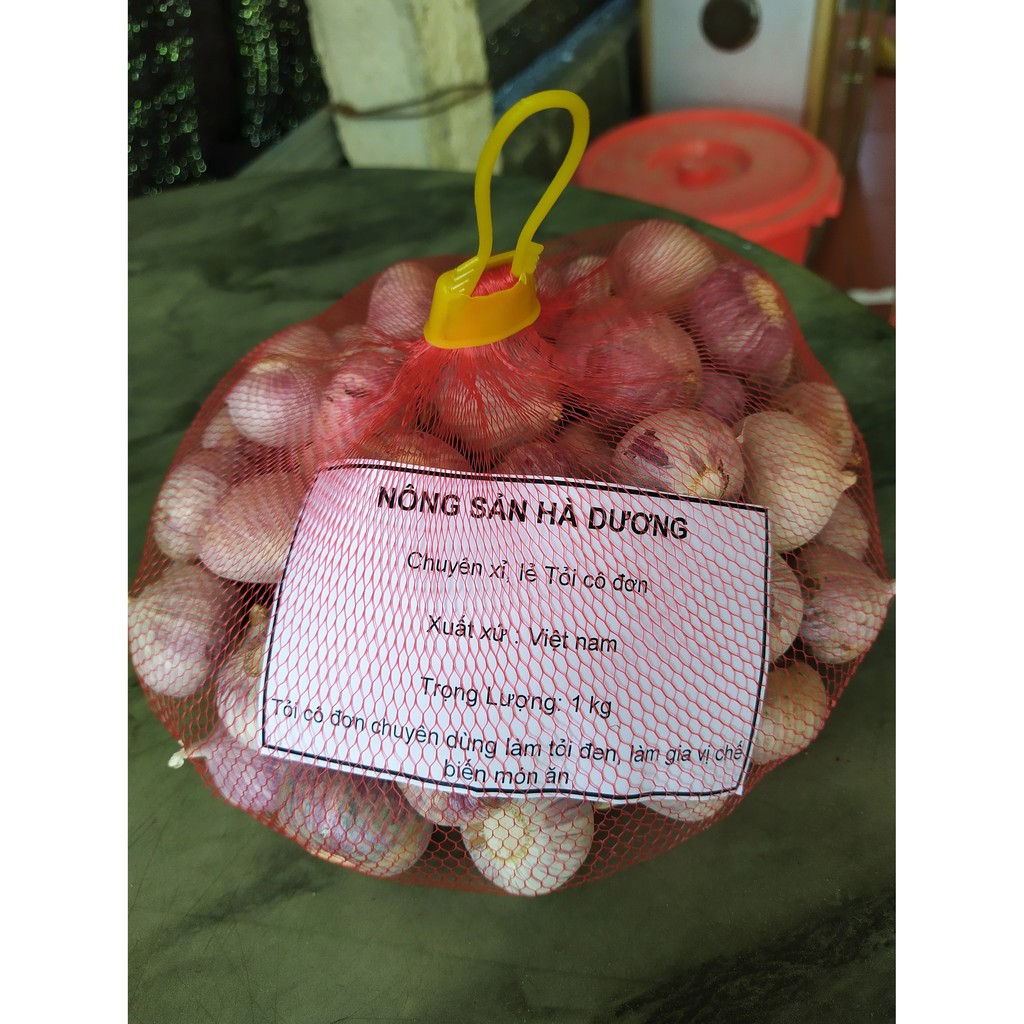 NÔNG SẢN HÀ DƯƠNG
Chuyên xỉ, lẻ Tỏi cô đơn
Xuất xứ : Việt nam
Trọng Lượng: 1 kg
Tỏi cô đơn chuyên dùng làm tỏi đen, làm gia vị chế
biến món ăn